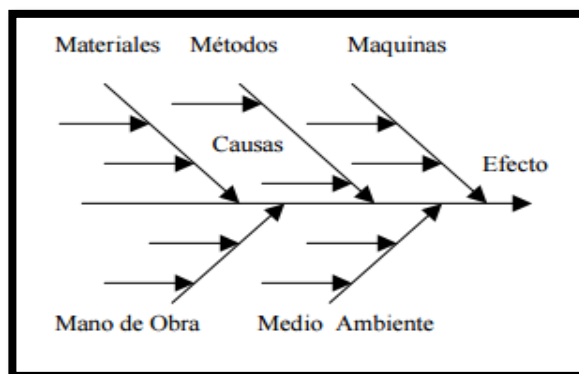 Materiales Métodos Maquinas
Causas
Efecto
Mano de Obra Medio Ambiente